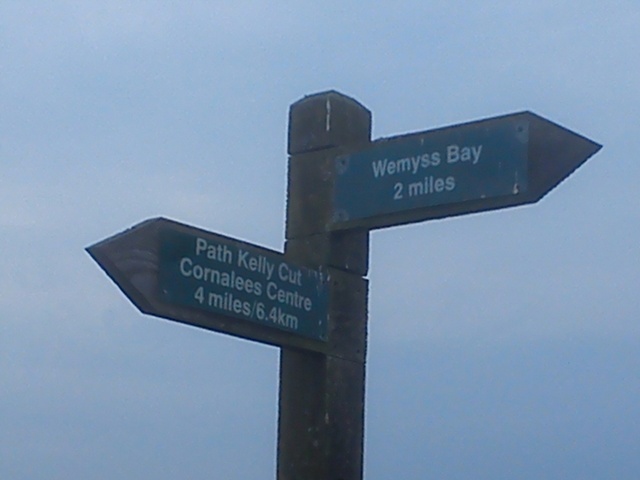 Wemyss Bay
2 miles
Path Kelly Cut
Cornalees Centre
4 miles/6.4km